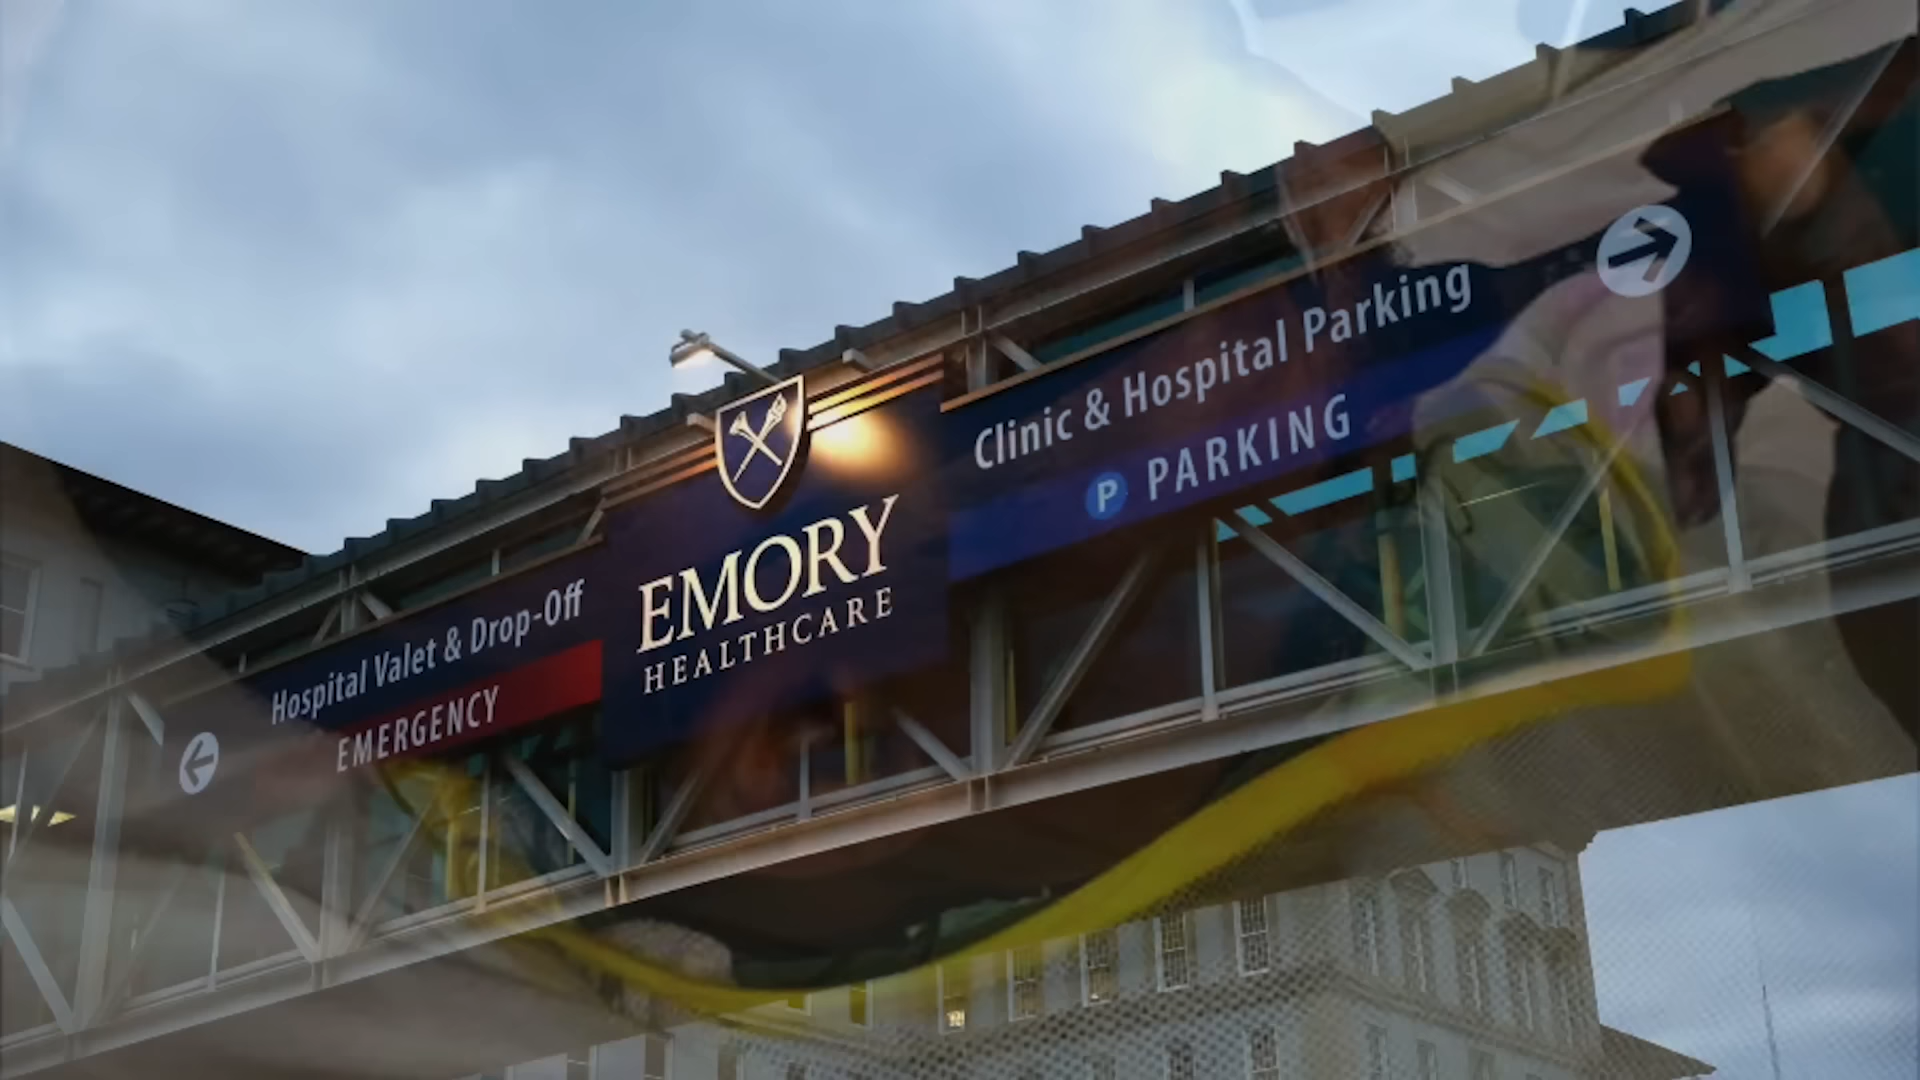 Hospital Valet & Drop-Off
EMERGENCY
EMORY
HEALTHCARE
Clinic & Hospital Parking
P PARKING